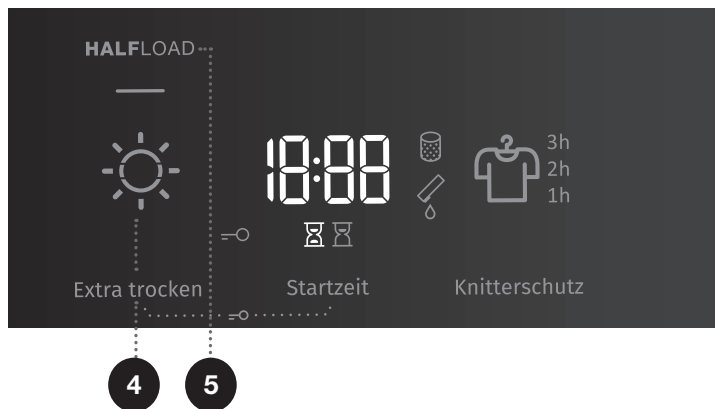 HALFLOAD
18:88
3h
2h
1h
Extra trocken
Startzeit
Knitterschutz
4
5